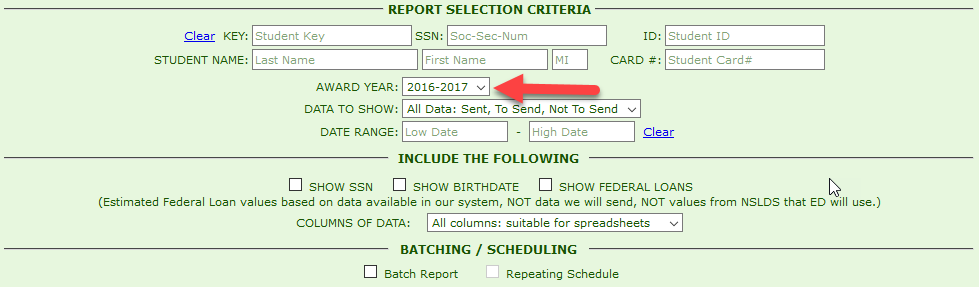 REPORT SELECTION CRITERIA
Clear KEY: Student Key SSN: Soc-Sec-Num ID: Student ID
STUDENT NAME: Last Name First Name MI CARD #: Student Card#
AWARD YEAR: 2016-2017
DATA TO SHOW: All Data: Sent, To Send, Not To Send
DATE RANGE: Low Date - High Date Clear
INCLUDE THE FOLLOWING
SHOW SSN SHOW BIRTHDATE SHOW FEDERAL LOANS
(Estimated Federal Loan values based on data available in our system, NOT data we will send, NOT values from NSLDS that ED will use.)
COLUMNS OF DATA: All columns: suitable for spreadsheets
BATCHING / SCHEDULING
Batch Report Repeating Schedule